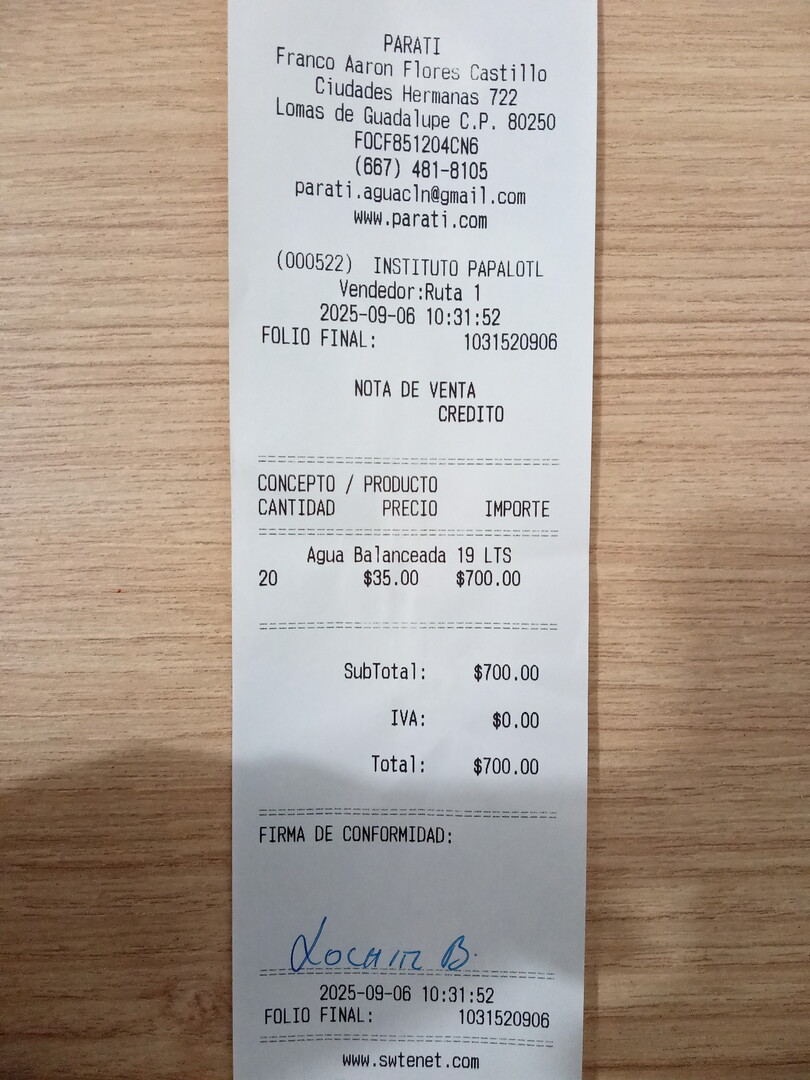 PARATI
Franco Aaron Flores Castillo
Ciudades Hermanas 722
Lomas de Guadalupe C.P. 80250
FOCF851204CN6
(667) 481-8105
parati.aguacln@gmail.com
www.parati.com
(000522) INSTITUTO PAPALOTL
Vendedor:Ruta 1
2025-09-06 10:31:52
FOLIO FINAL: 1031520906
NOTA DE VENTA
CREDITO
CONCEPTO / PRODUCTO
CANTIDAD PRECIO IMPORTE
Agua Balanceada 19 LTS
20 $35.00 $700.00
SubTotal: $700.00
IVA: $0.00
Total: $700.00
FIRMA DE CONFORMIDAD:
B.
2025-09-06 10:31:52
FOLIO FINAL: 1031520906
www.swtenet.com